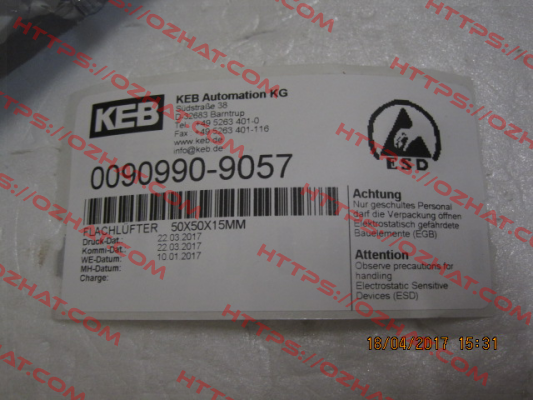 KEB
KEB Automation KG
Südstraße 38
D-32683 Barntrup
Tel. +49 5263 401-0
Fax +49 5263 401-116
www.keb.de
info@keb.de
0090990-9057
FLACHLÜFTER 50X50X15MM
Druck-Dat. 22.03.2017
Kommi-Dat. 22.03.2017
WE-Datum: 10.01.2017
MH-Datum:
Charge:
ESD
Achtung
Nur geschultes Personal
darf die Verpackung öffnen
Elektrostatisch gefährdete
Bauelemente (EGB)
Attention
Observe precautions for
handling
Electrostatic Sensitive
Devices (ESD)
18/04/2017 15:31
HTTPS://OZHAT.COM